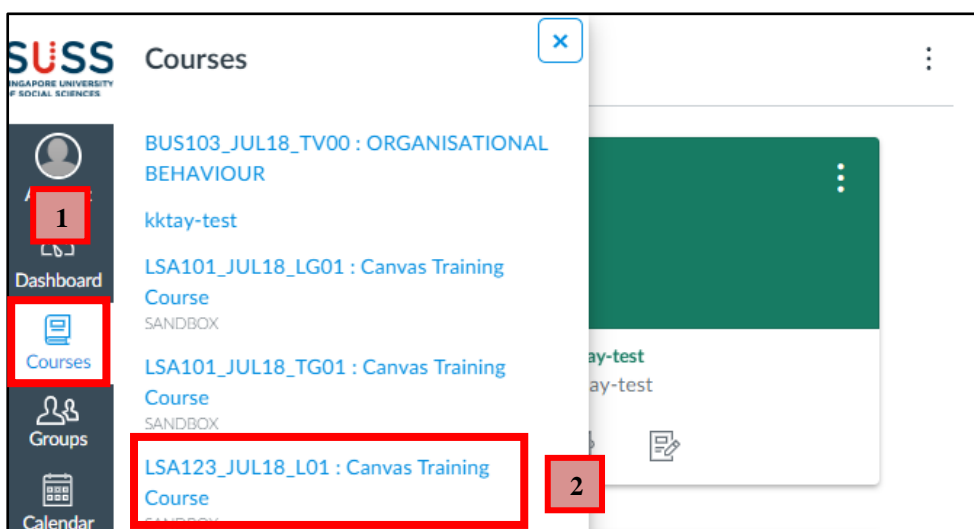 SUSS
SINGAPORE UNIVERSITY
OF SOCIAL SCIENCES
Courses
BUS103_JUL18_TV00 : ORGANISATIONAL
BEHAVIOUR
kktay-test
LSA101_JUL18_LG01 : Canvas Training
Course
SANDBOX
LSA101_JUL18_TG01 : Canvas Training
Course
SANDBOX
LSA123_JUL18_L01 : Canvas Training
Course
SANDBOX
1
Dashboard
Courses
Groups
Calendar
2
ay-test
ay-test